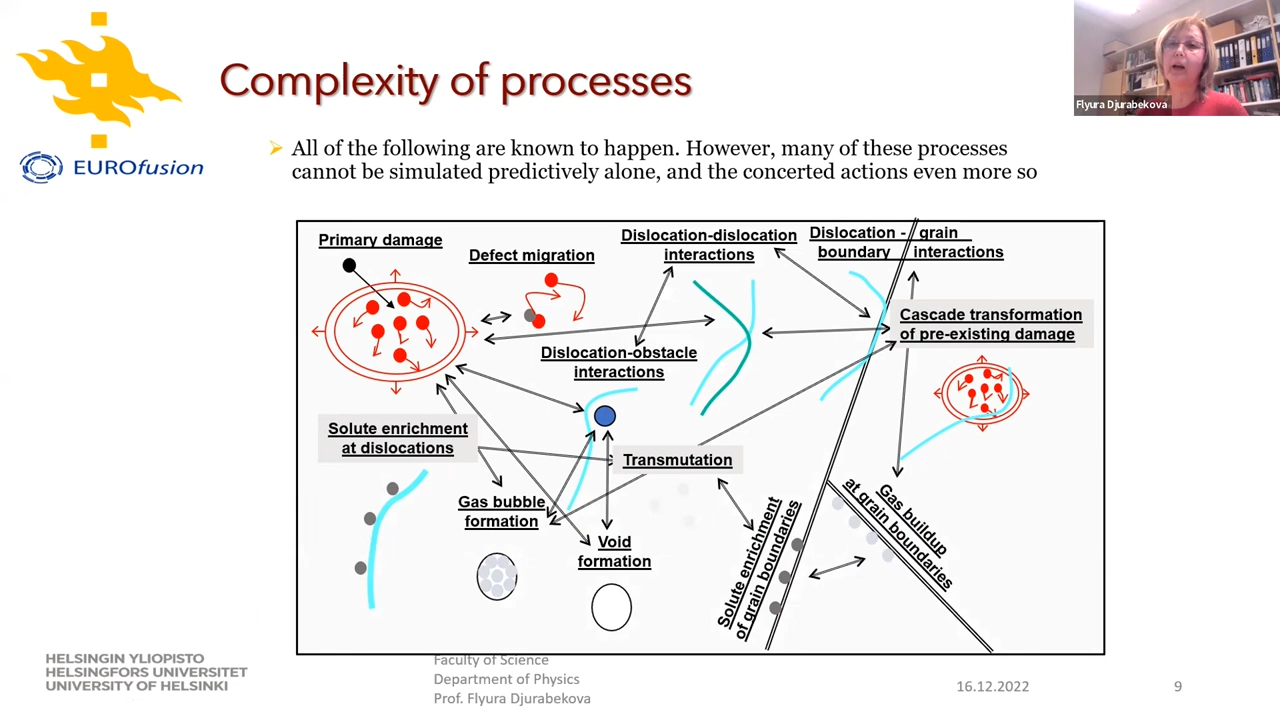 Complexity of processes
Flyura Djurabekova
EUROfusion
All of the following are known to happen. However, many of these processes
cannot be simulated predictively alone, and the concerted actions even more so
Primary damage
Defect migration
Dislocation-dislocation
interactions
Dislocation - grain
boundary interactions
Cascade transformation
of pre-existing damage
Dislocation-obstacle
interactions
Solute enrichment
at dislocations
Transmutation
Gas bubble
formation
Void
formation
Solute enrichment
of grain boundaries
Gas buildup
at grain boundaries
HELSINGIN YLIOPISTO
HELSINGFORS UNIVERSITET
UNIVERSITY OF HELSINKI
Faculty of Science
Department of Physics
Prof. Flyura Djurabekova
16.12.2022
9